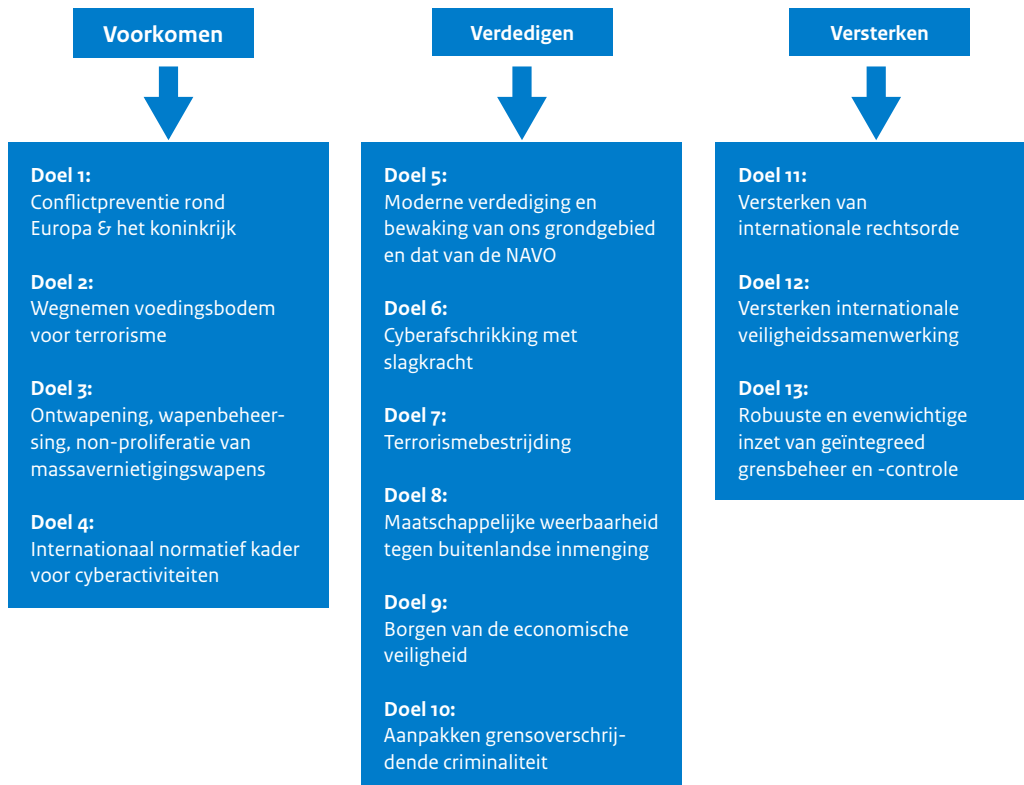 Voorkomen
Doel 1:
Conflictpreventie rond
Europa & het koninkrijk
Doel 2:
Wegnemen voedingsbodem
voor terrorisme
Doel 3:
Ontwapening, wapenbeheer-
sing, non-proliferatie van
massavernietigingswapens
Doel 4:
Internationaal normatief kader
voor cyberactiviteiten
Verdedigen
Doel 5:
Moderne verdediging en
bewaking van ons grondgebied
en dat van de NAVO
Doel 6:
Cyberafschrikking met
slagkracht
Doel 7:
Terrorismebestrijding
Doel 8:
Maatschappelijke weerbaarheid
tegen buitenlandse inmenging
Doel 9:
Borgen van de economische
veiligheid
Doel 10:
Aanpakken grensoverschrij-
dende criminaliteit
Versterken
Doel 11:
Versterken van
internationale rechtsorde
Doel 12:
Versterken internationale
veiligheidssamenwerking
Doel 13:
Robuuste en evenwichtige
inzet van geïntegreed
grensbeheer en -controle